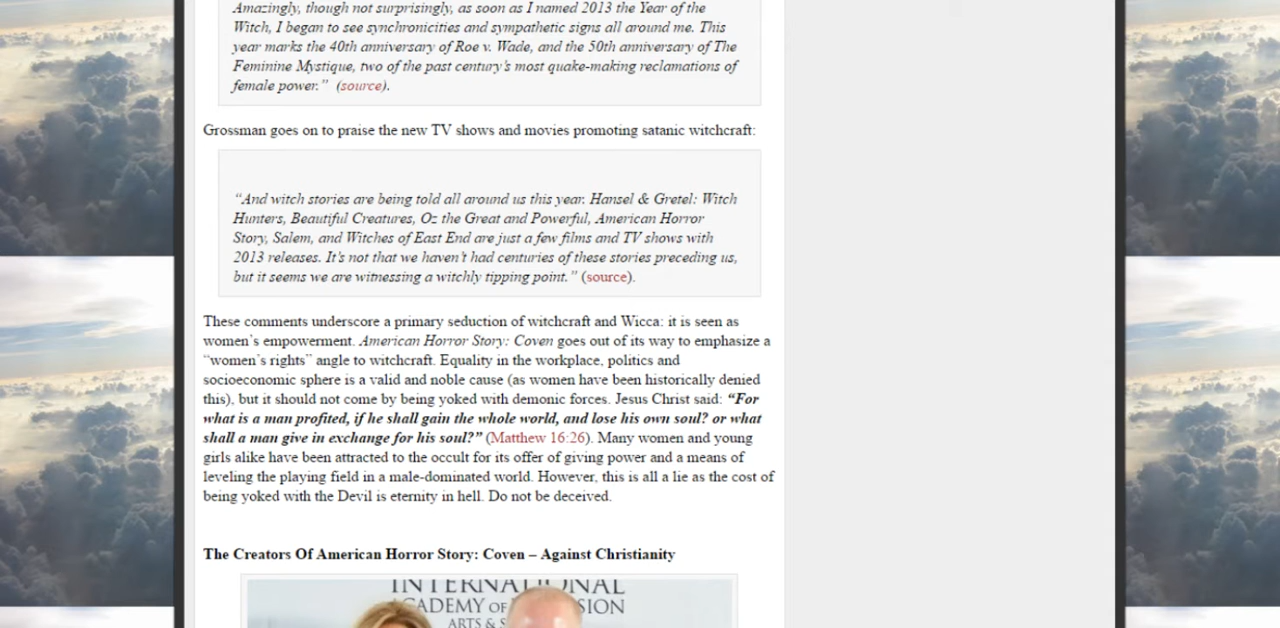 Amazingly, though not surprisingly, as soon as I named 2013 the Year of the
Witch, I began to see synchronicities and sympathetic signs all around me. This
year marks the 40th anniversary of Roe v. Wade, and the 50th anniversary of The
Feminine Mystique, two of the past century's most quake-making reclamations of
female power.”  (source).
Grossman goes on to praise the new TV shows and movies promoting satanic witchcraft:
“And witch stories are being told all around us this year. Hansel & Gretel: Witch
Hunters, Beautiful Creatures, Oz the Great and Powerful, American Horror
Story, Salem, and Witches of East End are just a few films and TV shows with
2013 releases. It's not that we haven't had centuries of these stories preceding us,
but it seems we are witnessing a witchly tipping point.” (source).
These comments underscore a primary seduction of witchcraft and Wicca: it is seen as
women's empowerment. American Horror Story: Coven goes out of its way to emphasize a
“women's rights” angle to witchcraft. Equality in the workplace, politics and
socioeconomic sphere is a valid and noble cause (as women have been historically denied
this), but it should not come by being yoked with demonic forces. Jesus Christ said: “For
what is a man profited, if he shall gain the whole world, and lose his own soul? or what
shall a man give in exchange for his soul?” (Matthew 16:26). Many women and young
girls alike have been attracted to the occult for its offer of giving power and a means of
leveling the playing field in a male-dominated world. However, this is all a lie as the cost of
being yoked with the Devil is eternity in hell. Do not be deceived.
The Creators Of American Horror Story: Coven – Against Christianity
INTERNATIONAL
ACADEMY OF
ARTS &